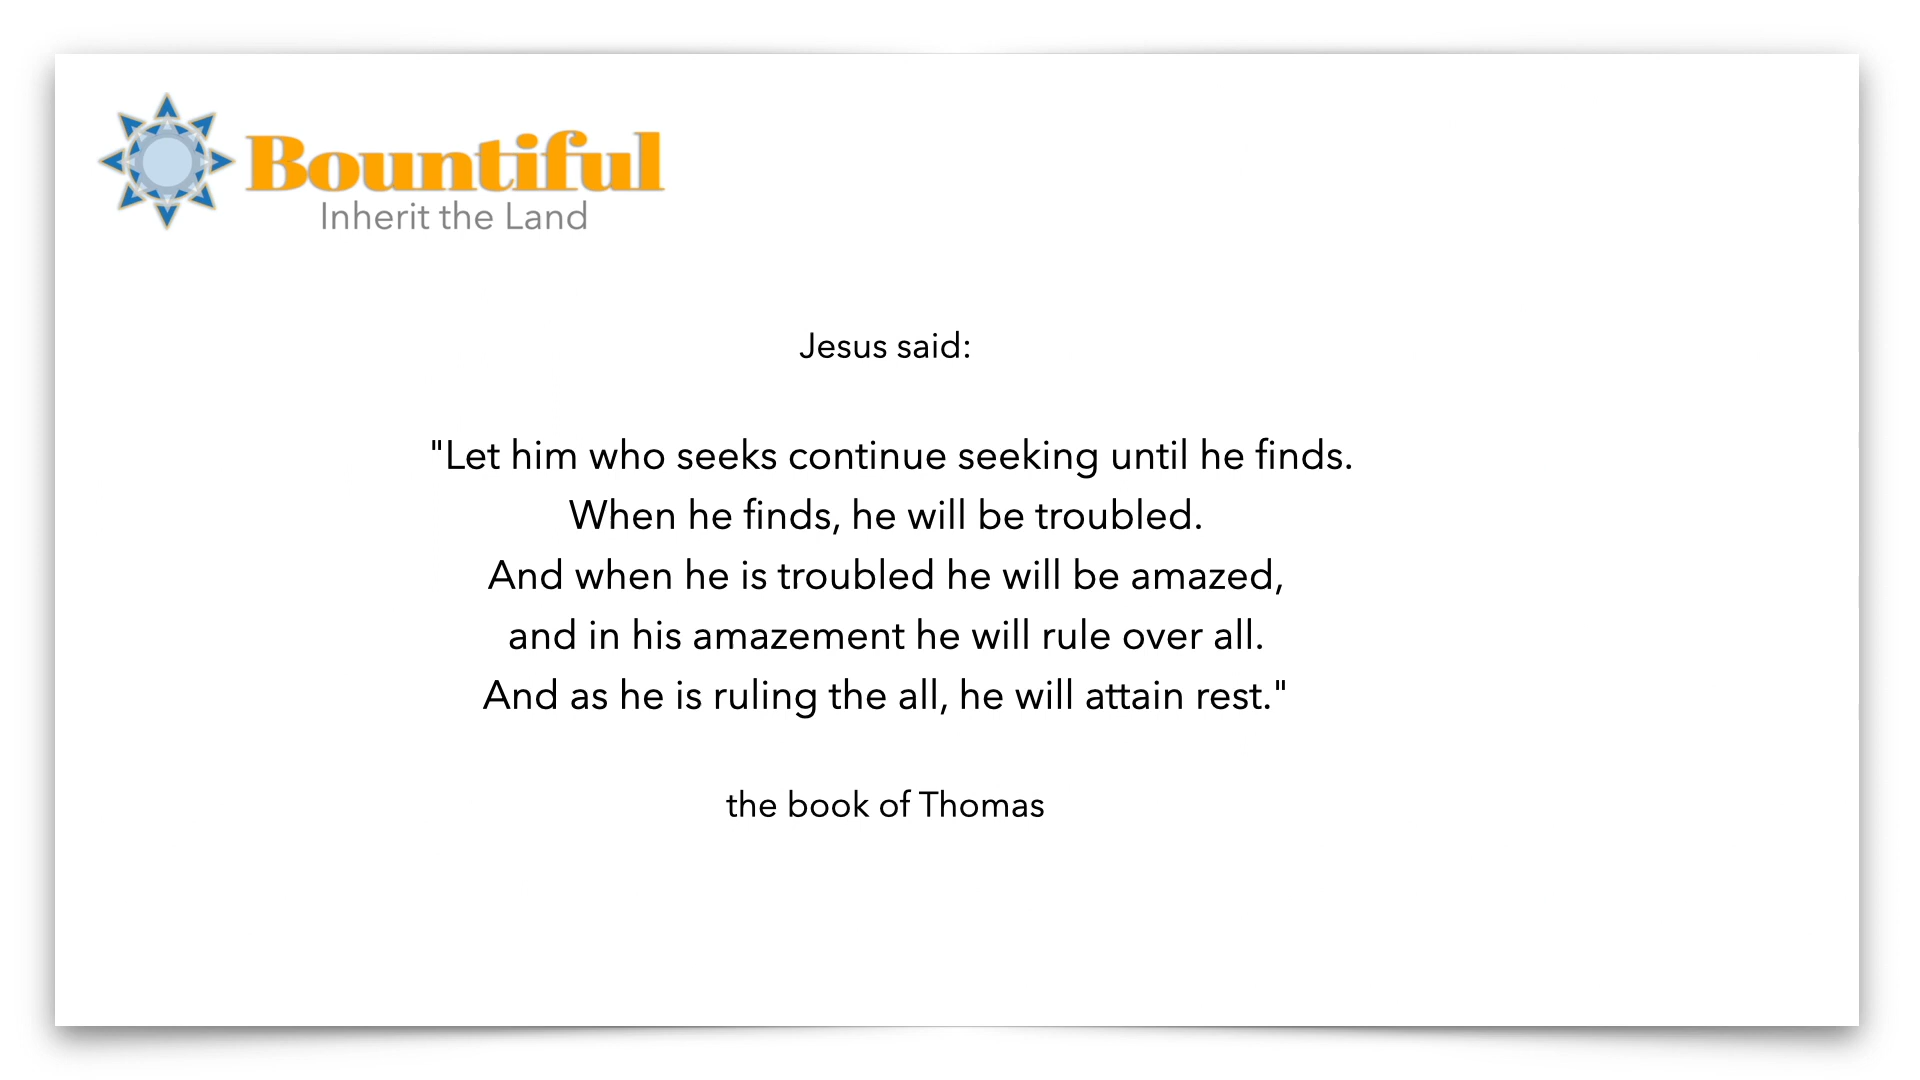 Bountiful
Inherit the Land
Jesus said:
"Let him who seeks continue seeking until he finds.
When he finds, he will be troubled.
And when he is troubled he will be amazed,
and in his amazement he will rule over all.
And as he is ruling the all, he will attain rest."
the book of Thomas